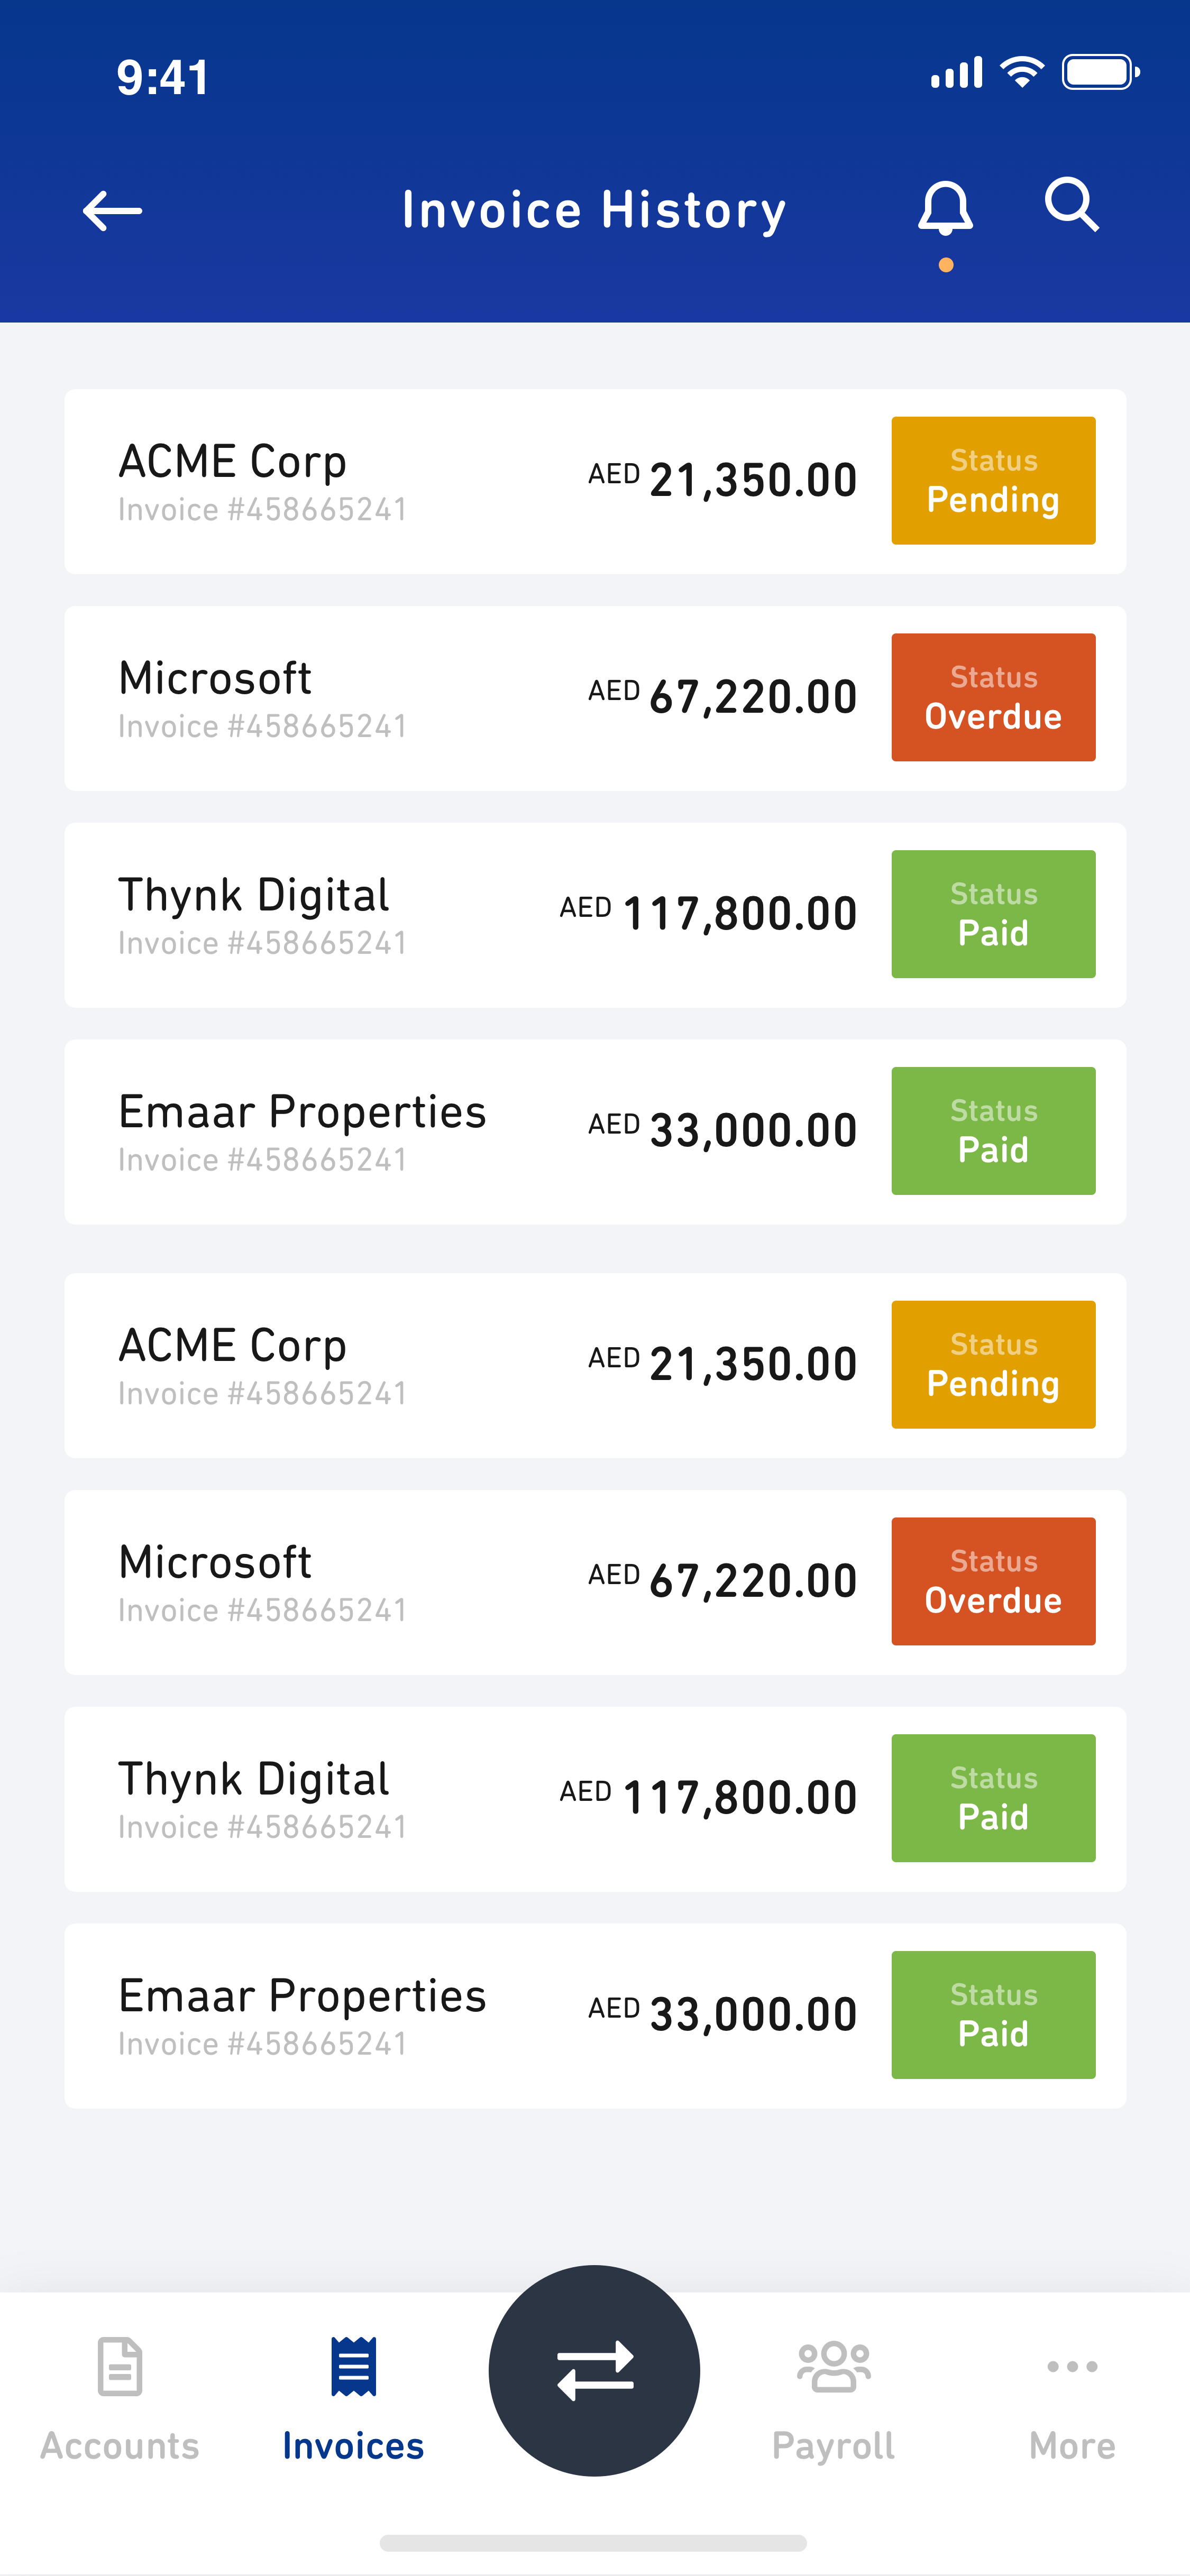 9:41
Invoice History
ACME Corp
Invoice #458665241
AED 21,350.00
Status
Pending
Microsoft
Invoice #458665241
AED 67,220.00
Status
Overdue
Thynk Digital
Invoice #458665241
AED 117,800.00
Status
Paid
Emaar Properties
Invoice #458665241
AED 33,000.00
Status
Paid
ACME Corp
Invoice #458665241
AED 21,350.00
Status
Pending
Microsoft
Invoice #458665241
AED 67,220.00
Status
Overdue
Thynk Digital
Invoice #458665241
AED 117,800.00
Status
Paid
Emaar Properties
Invoice #458665241
AED 33,000.00
Status
Paid
Accounts
Invoices
Payroll
More